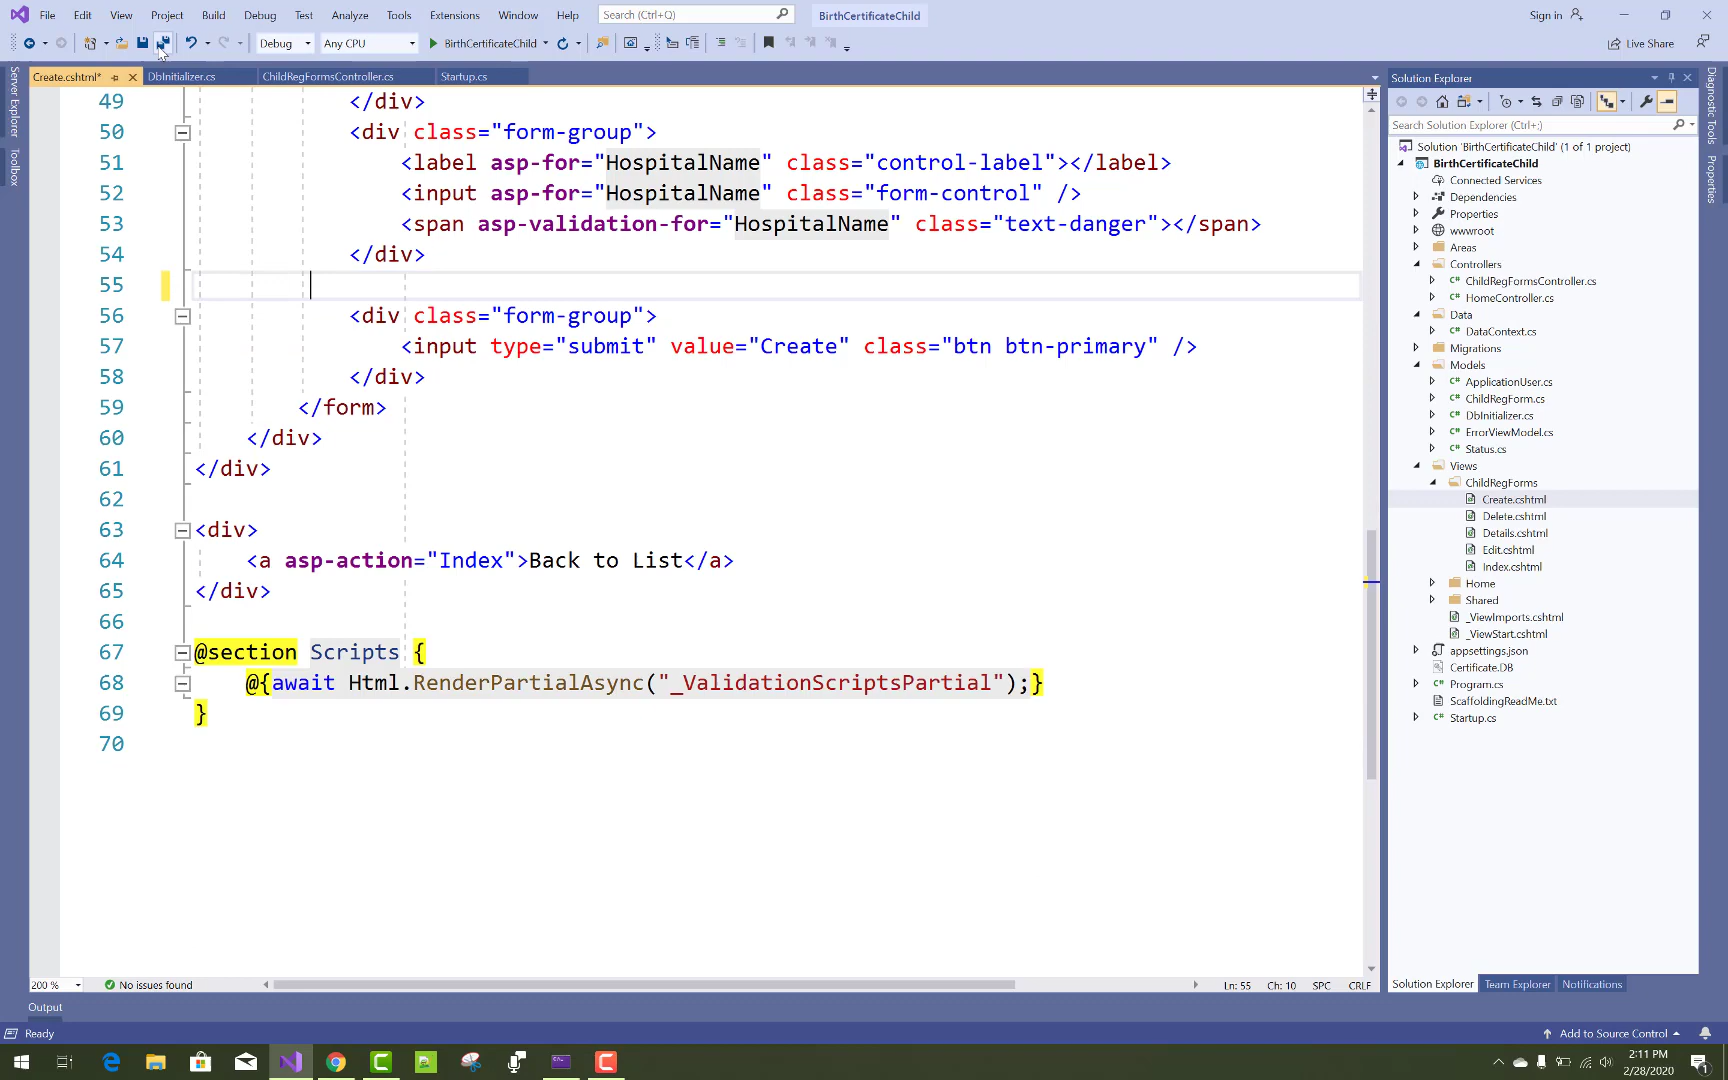 File Edit View Project Build Debug Test Analyze Tools Extensions Window Help Search (Ctrl+Q) BirthCertificateChild Sign in
Debug Any CPU BirthCertificateChild Live Share
Create.cshtml* DbInitializer.cs ChildRegFormsController.cs Startup.cs
Server Explorer
Toolbox
49 </div>
50 <div class="form-group">
51 <label asp-for="HospitalName" class="control-label"></label>
52 <input asp-for="HospitalName" class="form-control" />
53 <span asp-validation-for="HospitalName" class="text-danger"></span>
54 </div>
55
56 <div class="form-group">
57 <input type="submit" value="Create" class="btn btn-primary" />
58 </div>
59 </form>
60 </div>
61 </div>
62
63 <div>
64 <a asp-action="Index">Back to List</a>
65 </div>
66
67 @section Scripts {
68 @{await Html.RenderPartialAsync("_ValidationScriptsPartial");}
69 }
70
200 % No issues found Ln: 55 Ch: 10 SPC CRLF
Solution Explorer
Search Solution Explorer (Ctrl+;)
Solution 'BirthCertificateChild' (1 of 1 project)
BirthCertificateChild
Connected Services
Dependencies
Properties
wwwroot
Areas
Controllers
C# ChildRegFormsController.cs
C# HomeController.cs
Data
C# DataContext.cs
Migrations
Models
C# ApplicationUser.cs
C# ChildRegForm.cs
C# DbInitializer.cs
C# ErrorViewModel.cs
C# Status.cs
Views
ChildRegForms
Create.cshtml
Delete.cshtml
Details.cshtml
Edit.cshtml
Index.cshtml
Home
Shared
_ViewImports.cshtml
_ViewStart.cshtml
appsettings.json
Certificate.DB
C# Program.cs
ScaffoldingReadMe.txt
C# Startup.cs
Solution Explorer Team Explorer Notifications
Diagnostic Tools
Properties
Output
Ready Add to Source Control
2:11 PM
2/28/2020
1